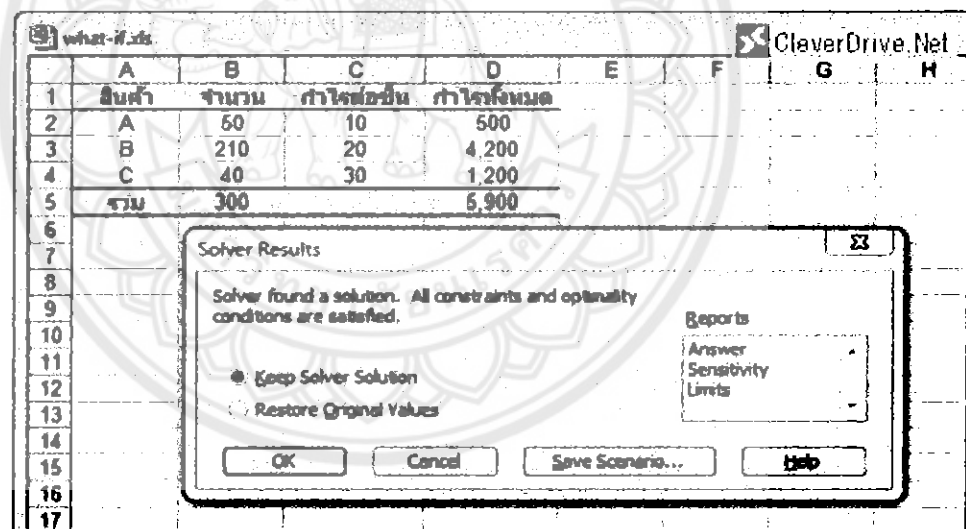 what-if.xls
CleverDrive.Net
A B C D E F G H
1 สินค้า จำนวน กำไรต่อชิ้น กำไรทั้งหมด
2 A 50 10 500
3 B 210 20 4,200
4 C 40 30 1,200
5 รวม 300 5,900
6
7
8
9
10
11
12
13
14
15
16
17
Solver Results
Solver found a solution. All constraints and optimality
conditions are satisfied.
Reports
Answer
Sensitivity
Limits
Keep Solver Solution
Restore Original Values
OK Cancel Save Scenario... Help